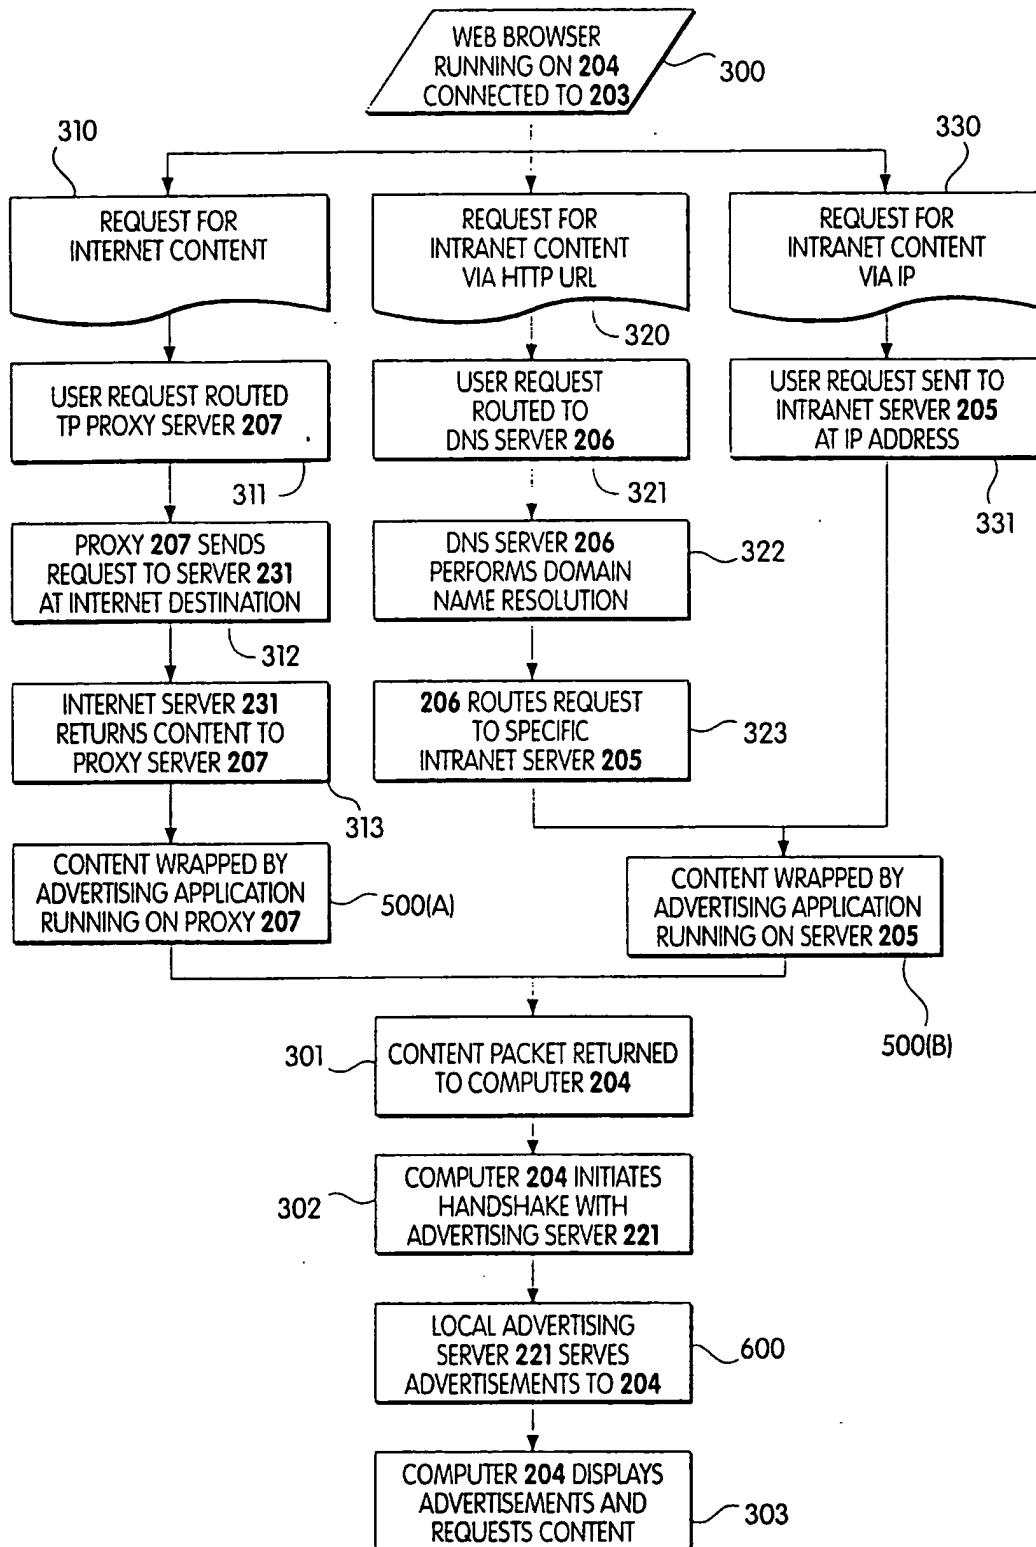 WEB BROWSER
RUNNING ON 204
CONNECTED TO 203
300
310
330
REQUEST FOR
INTERNET CONTENT
REQUEST FOR
INTRANET CONTENT
VIA HTTP URL
REQUEST FOR
INTRANET CONTENT
VIA IP
320
USER REQUEST ROUTED
TP PROXY SERVER 207
USER REQUEST
ROUTED TO
DNS SERVER 206
USER REQUEST SENT TO
INTRANET SERVER 205
AT IP ADDRESS
311
321
331
PROXY 207 SENDS
REQUEST TO SERVER 231
AT INTERNET DESTINATION
DNS SERVER 206
PERFORMS DOMAIN
NAME RESOLUTION
322
312
INTERNET SERVER 231
RETURNS CONTENT TO
PROXY SERVER 207
206 ROUTES REQUEST
TO SPECIFIC
INTRANET SERVER 205
323
313
CONTENT WRAPPED BY
ADVERTISING APPLICATION
RUNNING ON PROXY 207
500(A)
CONTENT WRAPPED BY
ADVERTISING APPLICATION
RUNNING ON SERVER 205
500(B)
301
CONTENT PACKET RETURNED
TO COMPUTER 204
302
COMPUTER 204 INITIATES
HANDSHAKE WITH
ADVERTISING SERVER 221
LOCAL ADVERTISING
SERVER 221 SERVES
ADVERTISEMENTS TO 204
600
COMPUTER 204 DISPLAYS
ADVERTISEMENTS AND
REQUESTS CONTENT
303